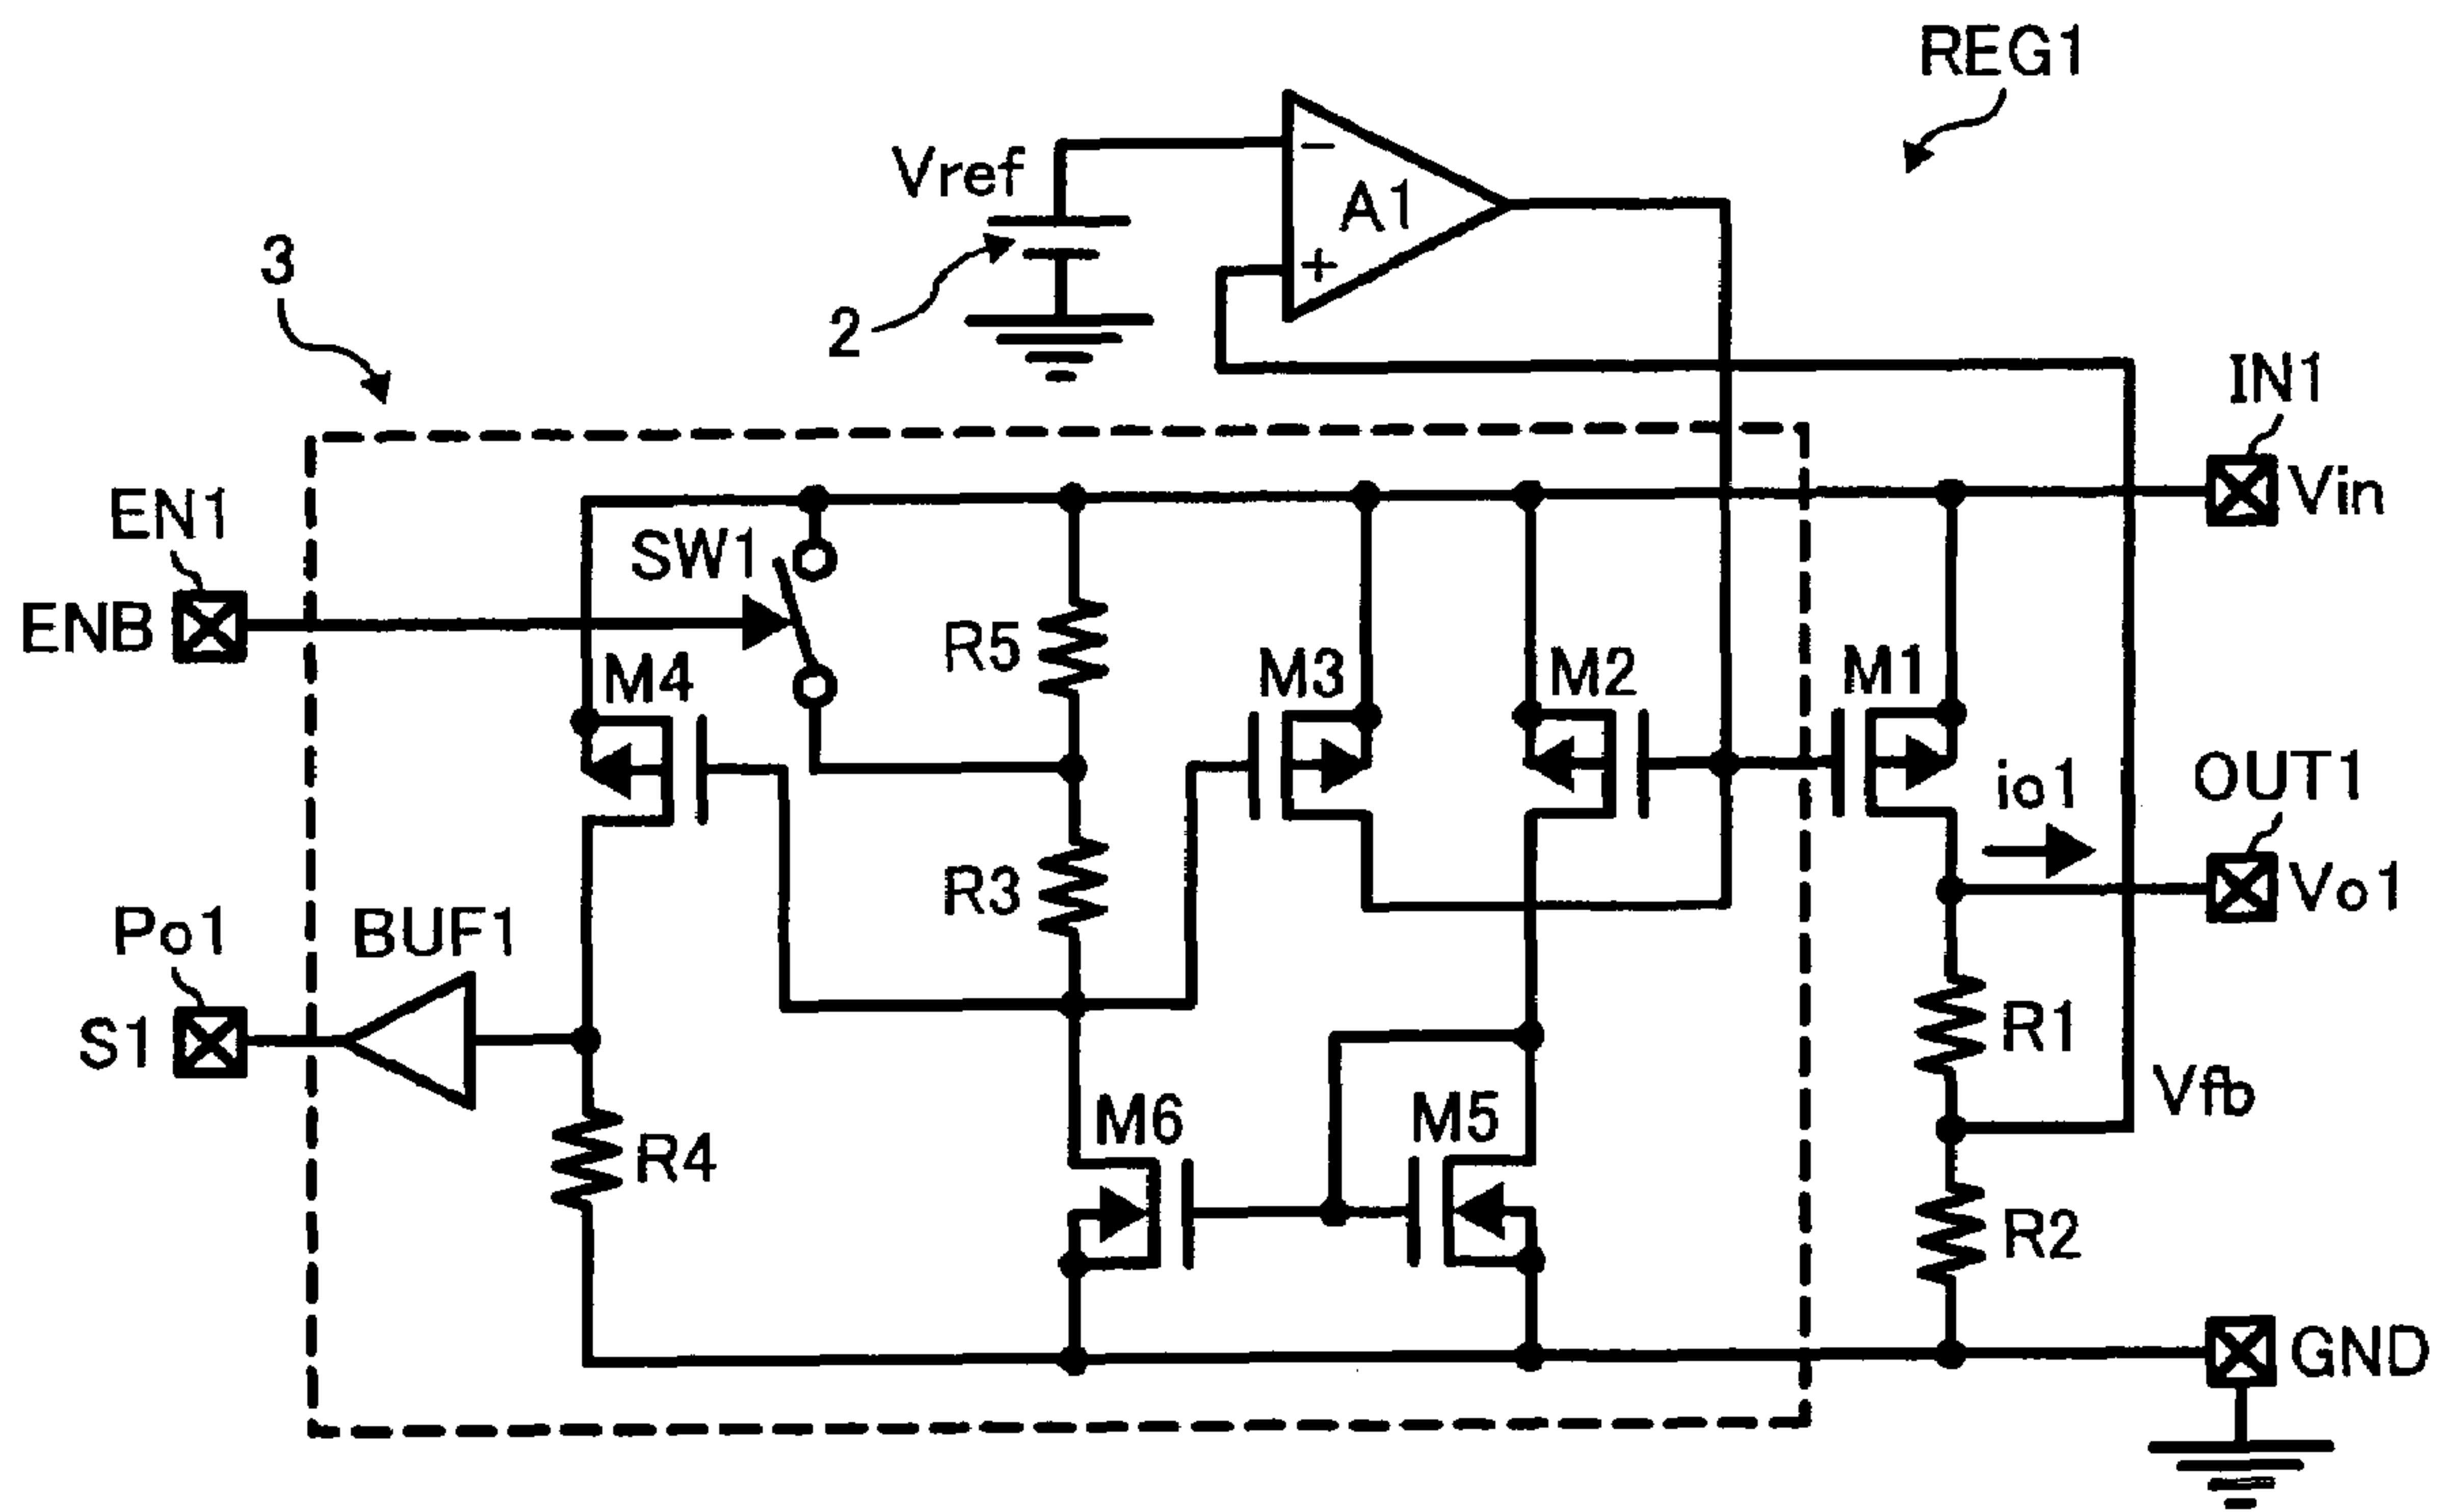 REG1
Vref
A1
−
+
3
2
IN1
Vin
EN1
ENB
SW1
R5
M4
M3
M2
M1
io1
OUT1
Vo1
R3
Po1
BUF1
S1
R1
Vfb
M6
M5
R4
R2
GND